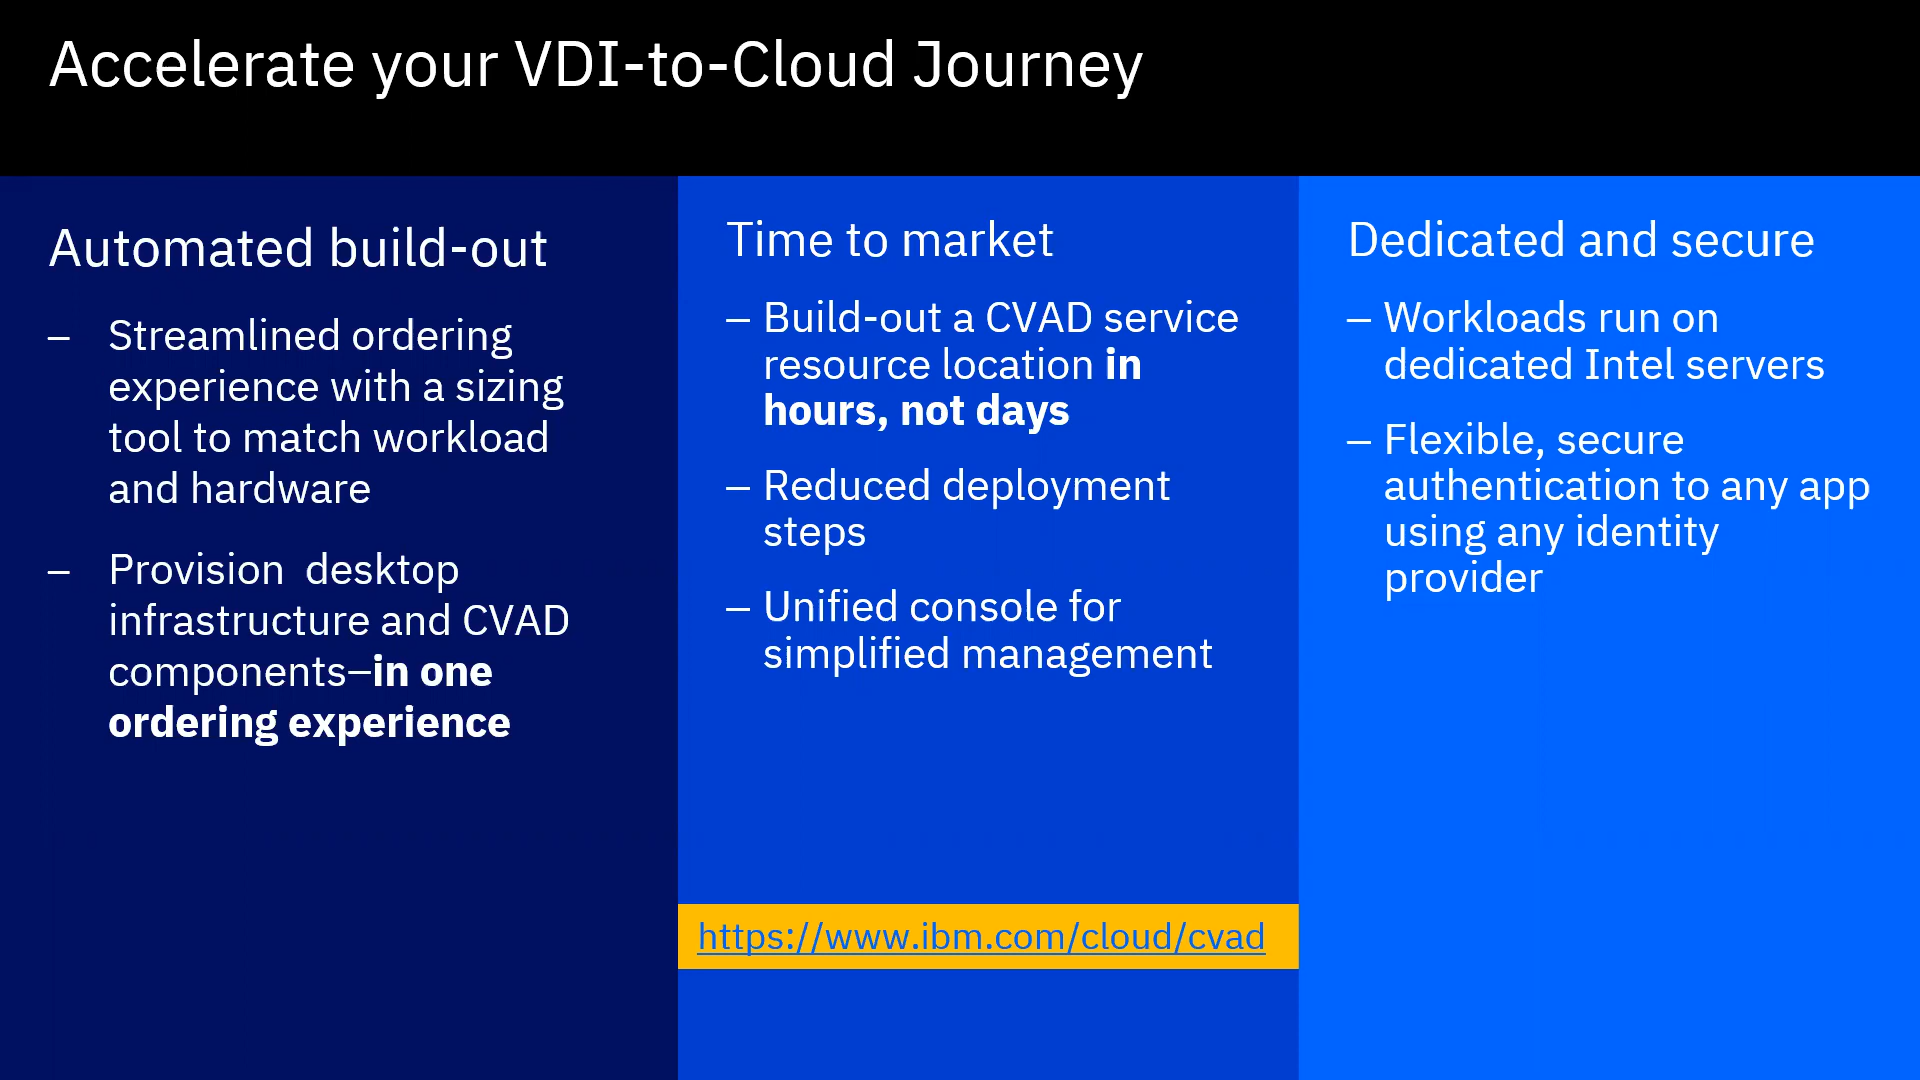 Accelerate your VDI-to-Cloud Journey
Automated build-out
– Streamlined ordering
experience with a sizing
tool to match workload
and hardware
– Provision  desktop
infrastructure and CVAD
components–in one
ordering experience
Time to market
– Build-out a CVAD service
resource location in
hours, not days
– Reduced deployment
steps
– Unified console for
simplified management
https://www.ibm.com/cloud/cvad
Dedicated and secure
– Workloads run on
dedicated Intel servers
– Flexible, secure
authentication to any app
using any identity
provider